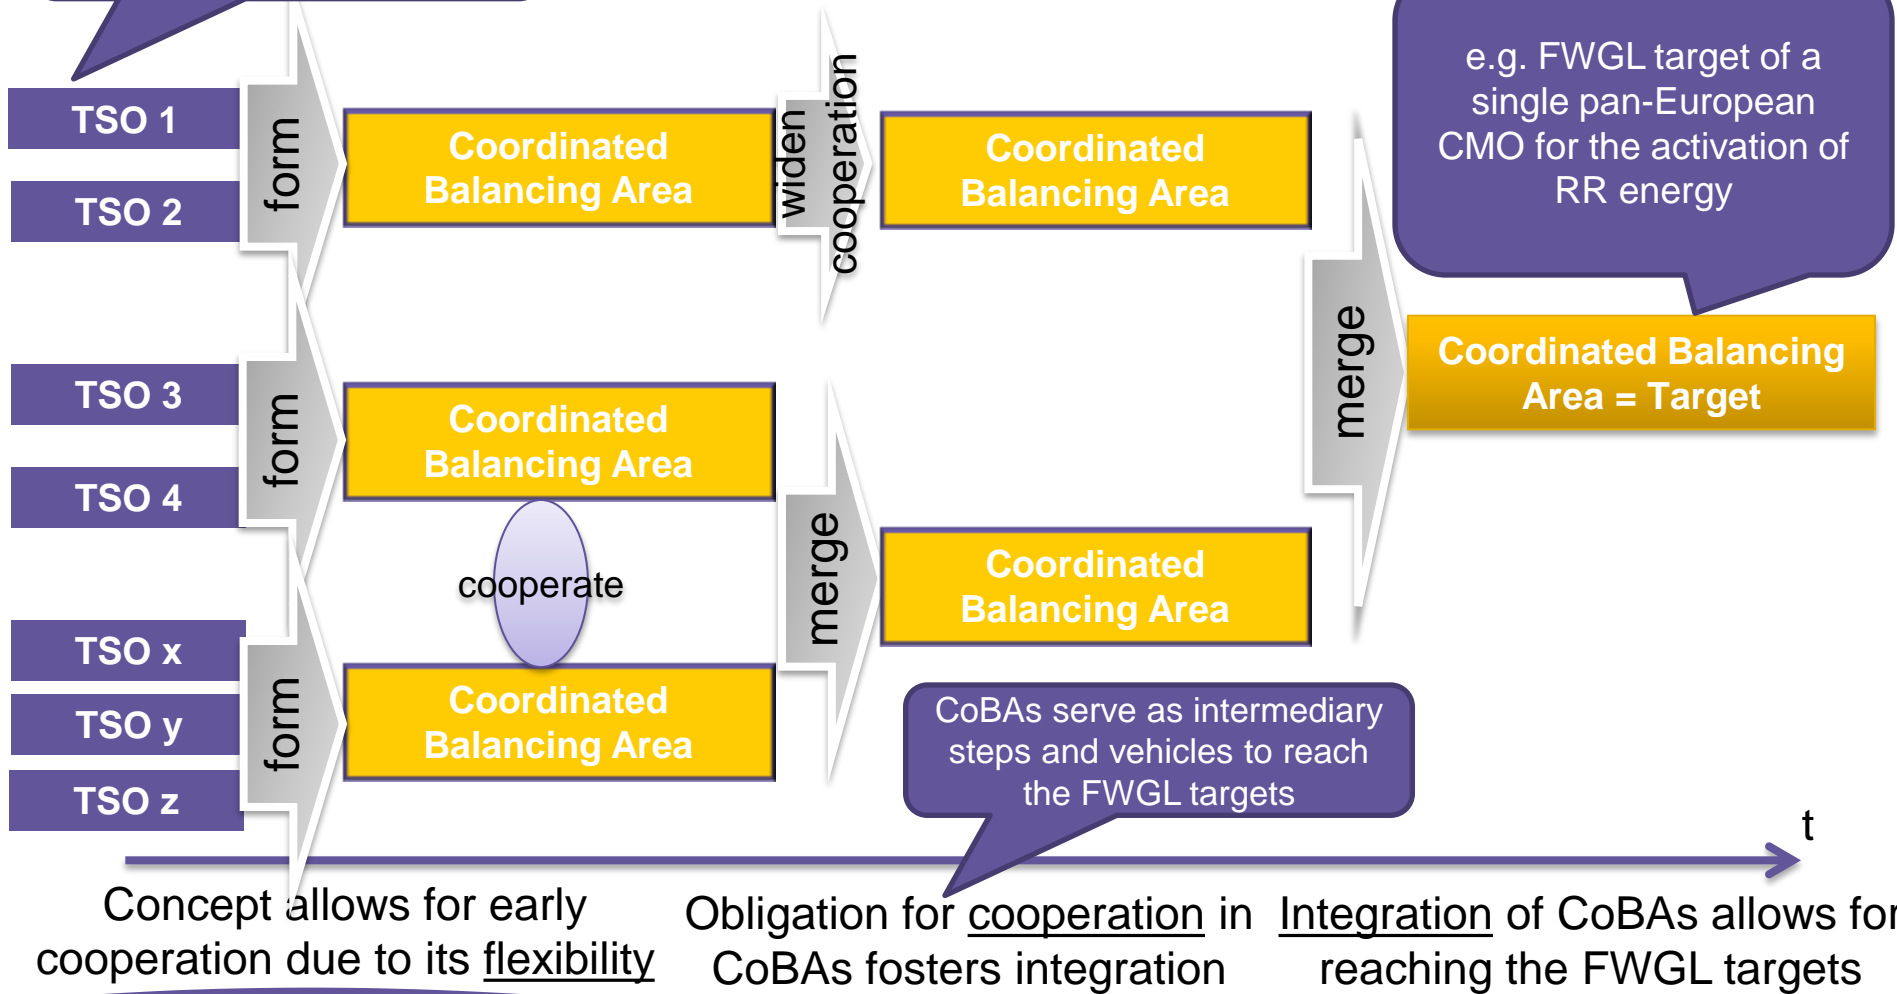 TSO 1
TSO 2
TSO 3
TSO 4
TSO x
TSO y
TSO z
form
form
form
Coordinated
Balancing Area
Coordinated
Balancing Area
cooperate
Coordinated
Balancing Area
widen
cooperation
merge
Coordinated
Balancing Area
Coordinated
Balancing Area
merge
e.g. FWGL target of a
single pan-European
CMO for the activation of
RR energy
Coordinated Balancing
Area = Target
CoBAs serve as intermediary
steps and vehicles to reach
the FWGL targets
t
Concept allows for early
cooperation due to its flexibility
Obligation for cooperation in
CoBAs fosters integration
Integration of CoBAs allows for
reaching the FWGL targets